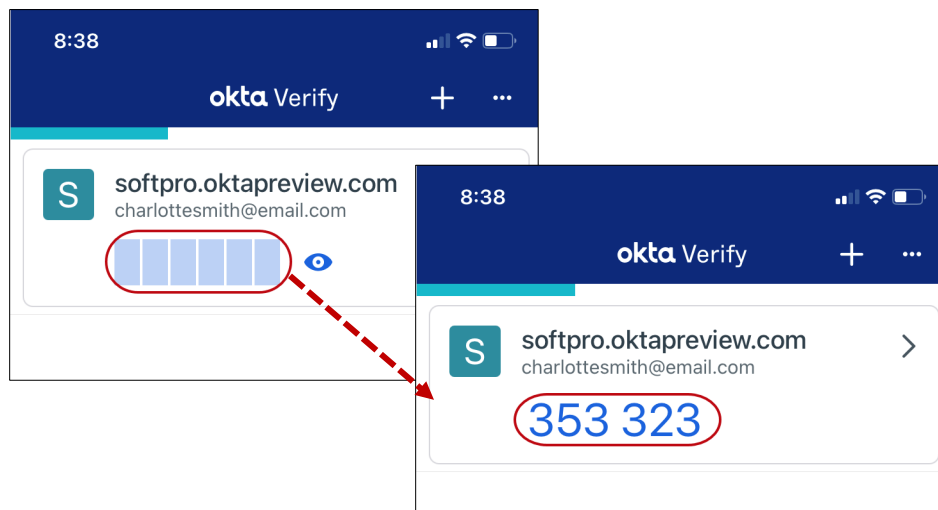 8:38
okta Verify
S
softpro.oktapreview.com
charlottesmith@email.com
8:38
okta Verify
S
softpro.oktapreview.com
charlottesmith@email.com
353 323